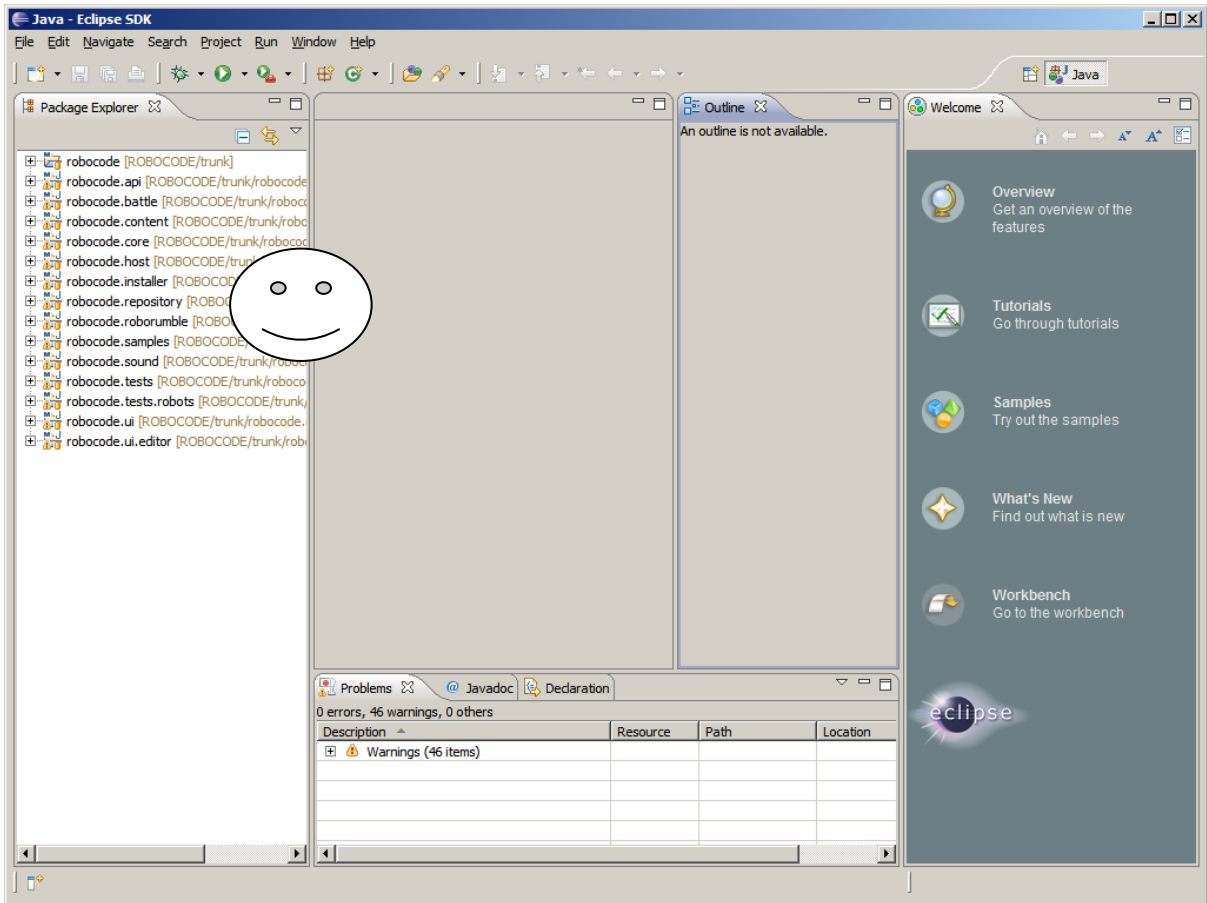 Java - Eclipse SDK
File Edit Navigate Search Project Run Window Help
Java
Package Explorer
robocode [ROBOCODE/trunk]
robocode.api [ROBOCODE/trunk/robocode
robocode.battle [ROBOCODE/trunk/roboco
robocode.content [ROBOCODE/trunk/robo
robocode.core [ROBOCODE/trunk/robocod
robocode.host [ROBOCODE/trun
robocode.installer [ROBOCOD
robocode.repository [ROBOC
robocode.roborumble [ROBO
robocode.samples [ROBOCODE/
robocode.sound [ROBOCODE/trunk/roboco
robocode.tests [ROBOCODE/trunk/roboco
robocode.tests.robots [ROBOCODE/trunk/
robocode.ui [ROBOCODE/trunk/robocode.
robocode.ui.editor [ROBOCODE/trunk/robo
Outline
An outline is not available.
Problems @ Javadoc Declaration
0 errors, 46 warnings, 0 others
Description Resource Path Location
Warnings (46 items)
Welcome
Overview
Get an overview of the
features
Tutorials
Go through tutorials
Samples
Try out the samples
What's New
Find out what is new
Workbench
Go to the workbench
eclipse